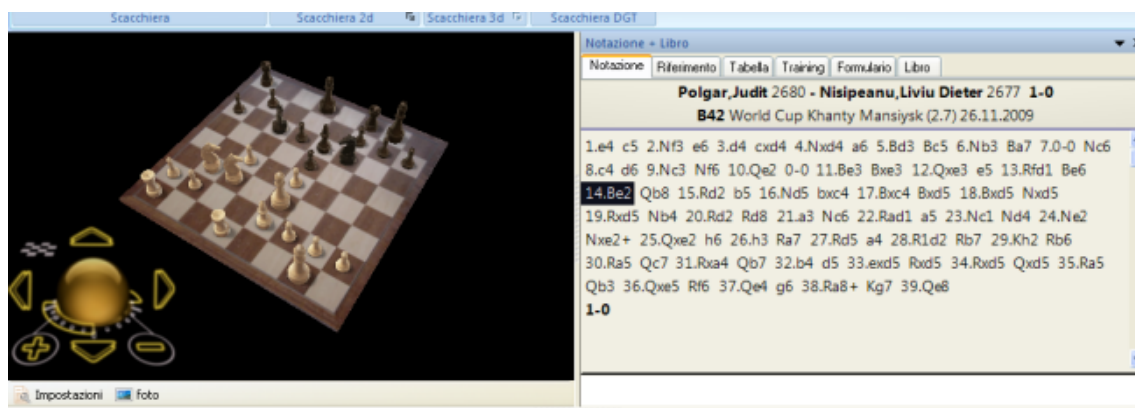 Scacchiera
Scacchiera 2d
Scacchiera 3d
Scacchiera DGT
Notazione + Libro
Notazione Riferimento Tabella Training Formulario Libro
Polgar,Judit 2680 - Nisipeanu,Liviu Dieter 2677 1-0
B42 World Cup Khanty Mansiysk (2.7) 26.11.2009
1.e4 c5 2.Nf3 e6 3.d4 cxd4 4.Nxd4 a6 5.Bd3 Bc5 6.Nb3 Ba7 7.0-0 Nc6
8.c4 d6 9.Nc3 Nf6 10.Qe2 0-0 11.Be3 Bxe3 12.Qxe3 e5 13.Rfd1 Be6
14.Be2 Qb8 15.Rd2 b5 16.Nd5 bxc4 17.Bxc4 Bxd5 18.Bxd5 Nxd5
19.Rxd5 Nb4 20.Rd2 Rd8 21.a3 Nc6 22.Rad1 a5 23.Nc1 Nd4 24.Ne2
Nxe2+ 25.Qxe2 h6 26.h3 Ra7 27.Rd5 a4 28.R1d2 Rb7 29.Kh2 Rb6
30.Ra5 Qc7 31.Rxa4 Qb7 32.b4 d5 33.exd5 Rxd5 34.Rxd5 Qxd5 35.Ra5
Qb3 36.Qxe5 Rf6 37.Qe4 g6 38.Ra8+ Kg7 39.Qe8
1-0
Impostazioni foto